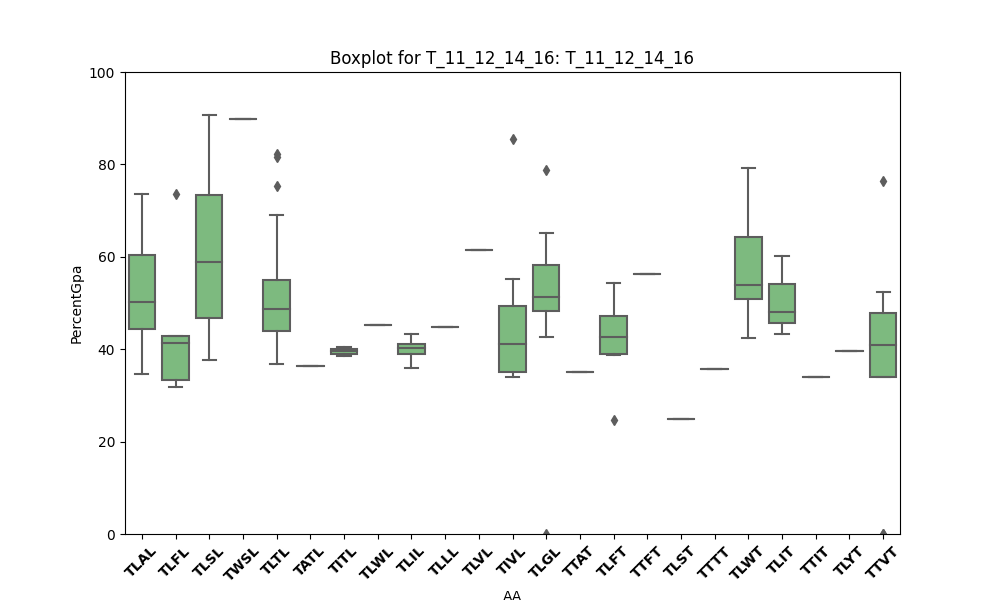 Boxplot for T_11_12_14_16: T_11_12_14_16
100
80
60
40
20
0
PercentGpa
TLAL
TLFL
TLSL
TWSL
TLTL
TATL
TITL
TLWL
TLIL
TLLL
TLVL
TIVL
TLGL
TTAT
TLFT
TTFT
TLST
TTTT
TLWT
TLIT
TTIT
TLYT
TTVT
AA